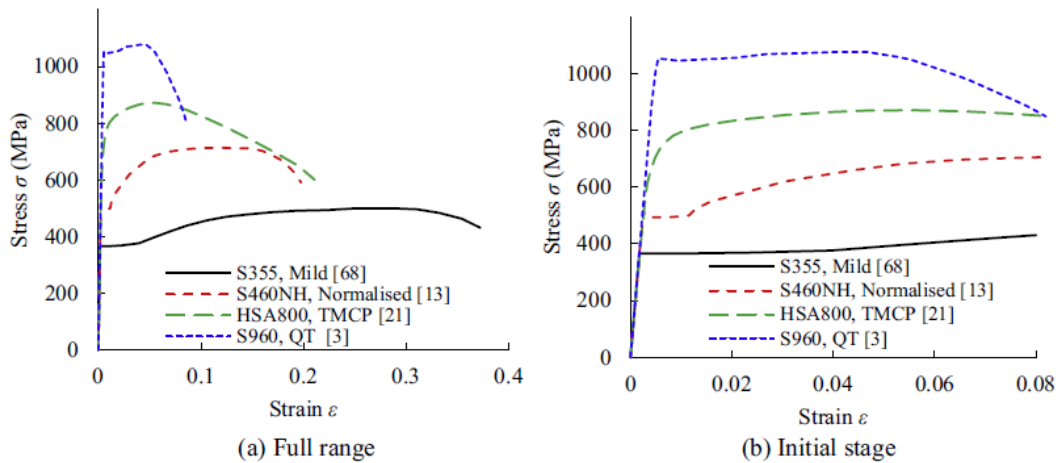 Stress σ (MPa)
1000
800
600
400
200
0
S355, Mild [68]
S460NH, Normalised [13]
HSA800, TMCP [21]
S960, QT [3]
0
0.1
0.2
0.3
0.4
Strain ε
(a) Full range
Stress σ (MPa)
1000
800
600
400
200
0
S355, Mild [68]
S460NH, Normalised [13]
HSA800, TMCP [21]
S960, QT [3]
0
0.02
0.04
0.06
0.08
Strain ε
(b) Initial stage